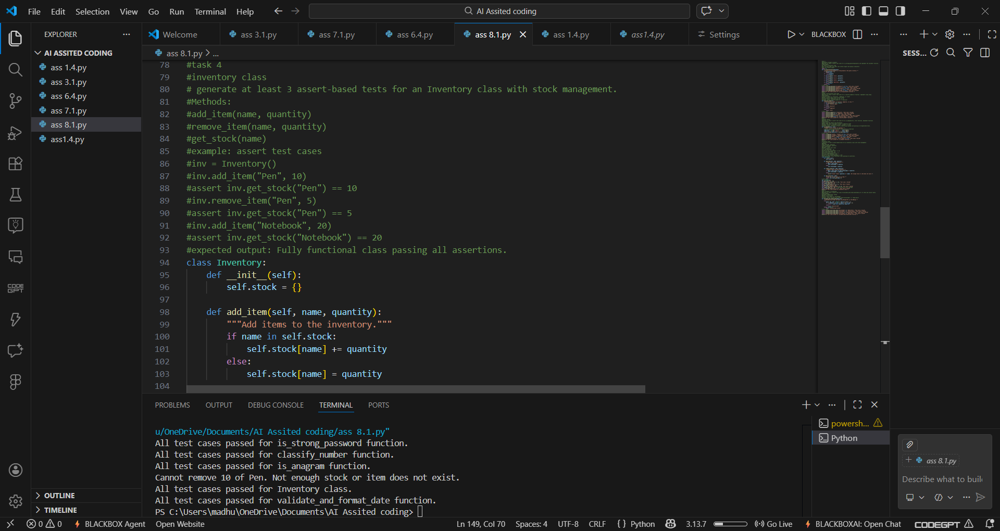 File Edit Selection View Go Run Terminal Help
AI Assited coding
EXPLORER
AI ASSITED CODING
ass 1.4.py
ass 3.1.py
ass 6.4.py
ass 7.1.py
ass 8.1.py
ass1.4.py
OUTLINE
TIMELINE
Welcome ass 3.1.py ass 7.1.py ass 6.4.py ass 8.1.py ass 1.4.py ass1.4.py Settings BLACKBOX
ass 8.1.py > ...
78 #task 4
79 #inventory class
80 # generate at least 3 assert-based tests for an Inventory class with stock management.
81 #Methods:
82 #add_item(name, quantity)
83 #remove_item(name, quantity)
84 #get_stock(name)
85 #example: assert test cases
86 #inv = Inventory()
87 #inv.add_item("Pen", 10)
88 #assert inv.get_stock("Pen") == 10
89 #inv.remove_item("Pen", 5)
90 #assert inv.get_stock("Pen") == 5
91 #inv.add_item("Notebook", 20)
92 #assert inv.get_stock("Notebook") == 20
93 #expected output: Fully functional class passing all assertions.
94 class Inventory:
95     def __init__(self):
96         self.stock = {}
97
98     def add_item(self, name, quantity):
99         """Add items to the inventory."""
100         if name in self.stock:
101             self.stock[name] += quantity
102         else:
103             self.stock[name] = quantity
104
PROBLEMS OUTPUT DEBUG CONSOLE TERMINAL PORTS
u/OneDrive/Documents/AI Assited coding/ass 8.1.py"
All test cases passed for is_strong_password function.
All test cases passed for classify_number function.
All test cases passed for is_anagram function.
Cannot remove 10 of Pen. Not enough stock or item does not exist.
All test cases passed for Inventory class.
All test cases passed for validate_and_format_date function.
PS C:\Users\madhu\OneDrive\Documents\AI Assited coding>
powersh...
Python
SESS...
ass 8.1.py
Describe what to buil
CODE
GPT
0 0 BLACKBOX Agent Open Website Ln 149, Col 70 Spaces: 4 UTF-8 CRLF { } Python 3.13.7 Go Live BLACKBOXAI: Open Chat CODEGPT